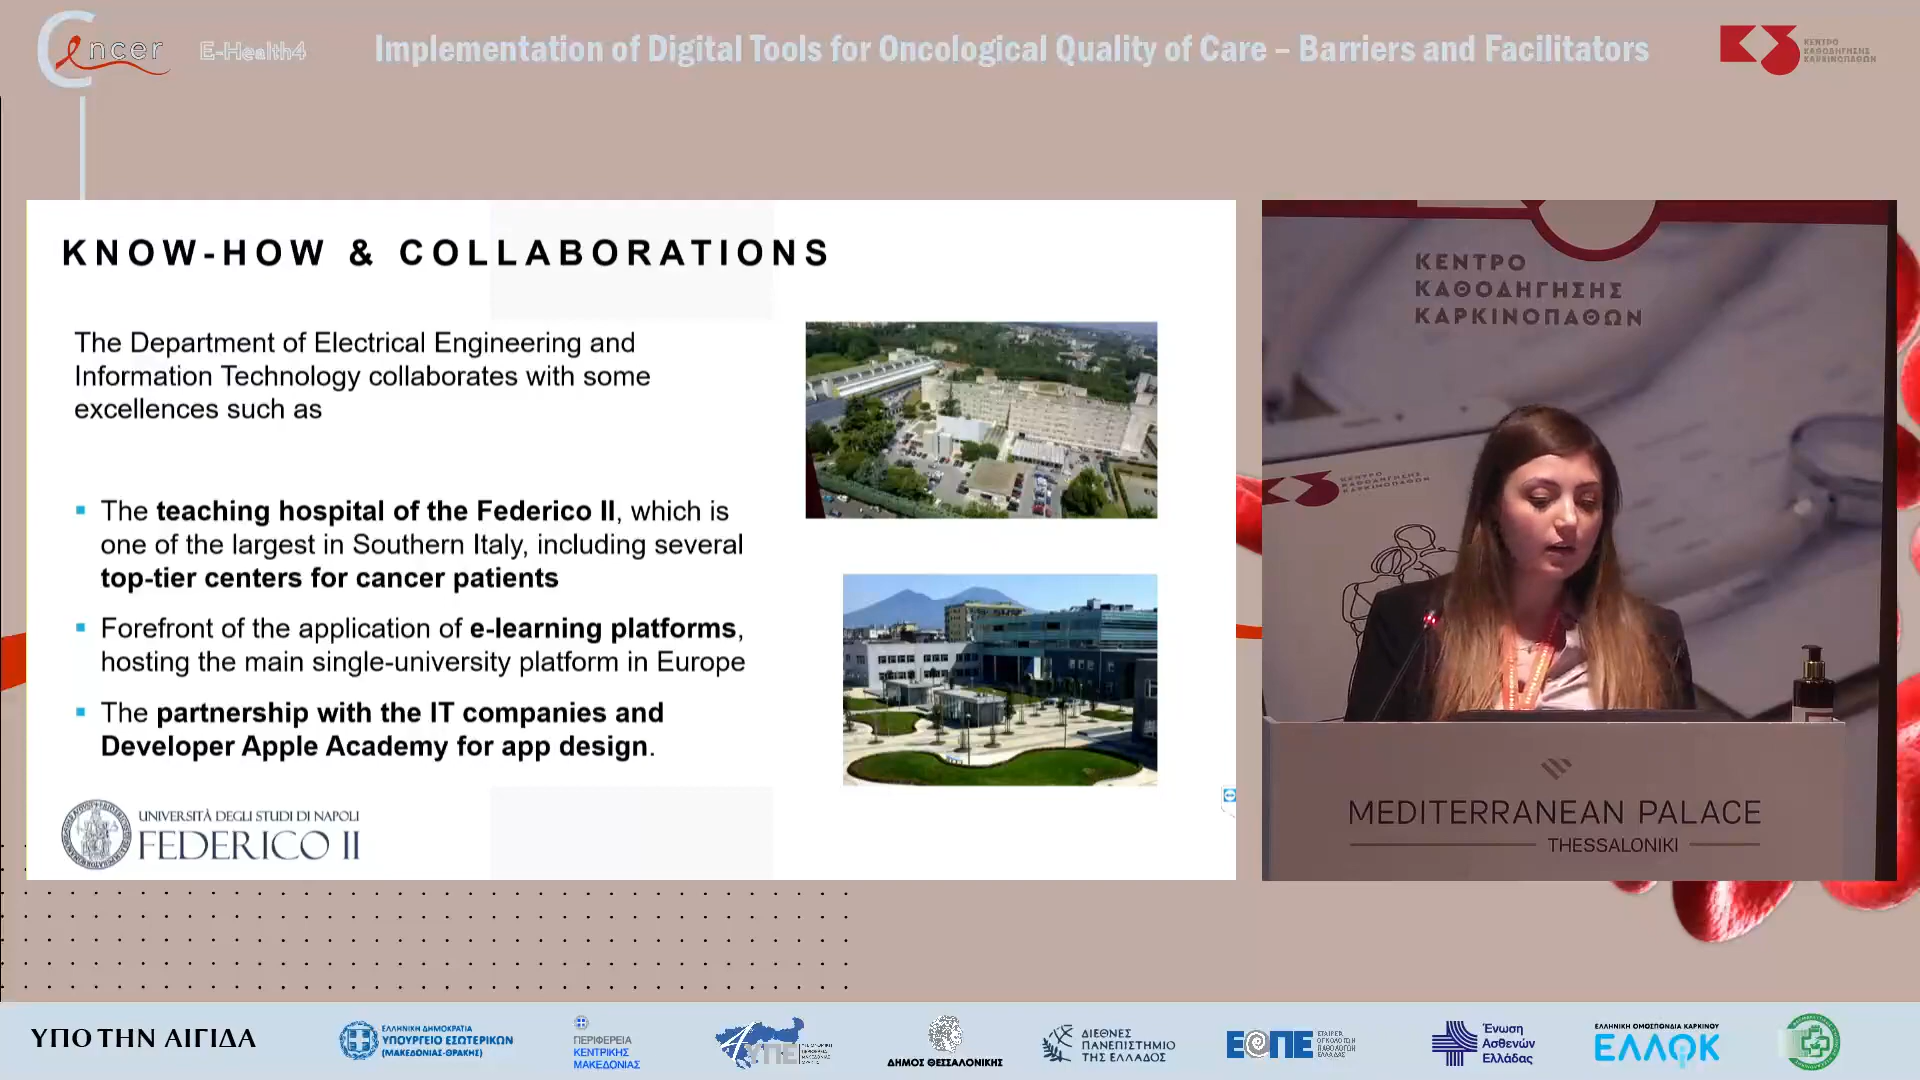 Cancer
E-Health4
Implementation of Digital Tools for Oncological Quality of Care – Barriers and Facilitators
ΚΕΝΤΡΟ
ΚΑΘΟΔΗΓΗΣΗΣ
ΚΑΡΚΙΝΟΠΑΘΩΝ
KNOW-HOW & COLLABORATIONS
The Department of Electrical Engineering and
Information Technology collaborates with some
excellences such as
▪ The teaching hospital of the Federico II, which is
one of the largest in Southern Italy, including several
top-tier centers for cancer patients
▪ Forefront of the application of e-learning platforms,
hosting the main single-university platform in Europe
▪ The partnership with the IT companies and
Developer Apple Academy for app design.
UNIVERSITÀ DEGLI STUDI DI NAPOLI
FEDERICO II
ΚΕΝΤΡΟ
ΚΑΘΟΔΗΓΗΣΗΣ
ΚΑΡΚΙΝΟΠΑΘΩΝ
ΚΕΝΤΡΟ
ΚΑΘΟΔΗΓΗΣΗΣ
ΚΑΡΚΙΝΟΠΑΘΩΝ
MEDITERRANEAN PALACE
THESSALONIKI
ΥΠΟ ΤΗΝ ΑΙΓΙΔΑ
ΕΛΛΗΝΙΚΗ ΔΗΜΟΚΡΑΤΙΑ
ΥΠΟΥΡΓΕΙΟ ΕΣΩΤΕΡΙΚΩΝ
(ΜΑΚΕΔΟΝΙΑΣ-ΘΡΑΚΗΣ)
ΠΕΡΙΦΕΡΕΙΑ
ΚΕΝΤΡΙΚΗΣ
ΜΑΚΕΔΟΝΙΑΣ
4ΥΠΕ
ΔΗΜΟΣ ΘΕΣΣΑΛΟΝΙΚΗΣ
ΔΙΕΘΝΕΣ
ΠΑΝΕΠΙΣΤΗΜΙΟ
ΤΗΣ ΕΛΛΑΔΟΣ
ΕΟΠΕ
ΕΤΑΙΡΕΙΑ
ΟΓΚΟΛΟΓΩΝ
ΠΑΘΟΛΟΓΩΝ
ΕΛΛΑΔΑΣ
Ένωση
Ασθενών
Ελλάδας
ΕΛΛΗΝΙΚΗ ΟΜΟΣΠΟΝΔΙΑ ΚΑΡΚΙΝΟΥ
ΕΛΛΟΚ